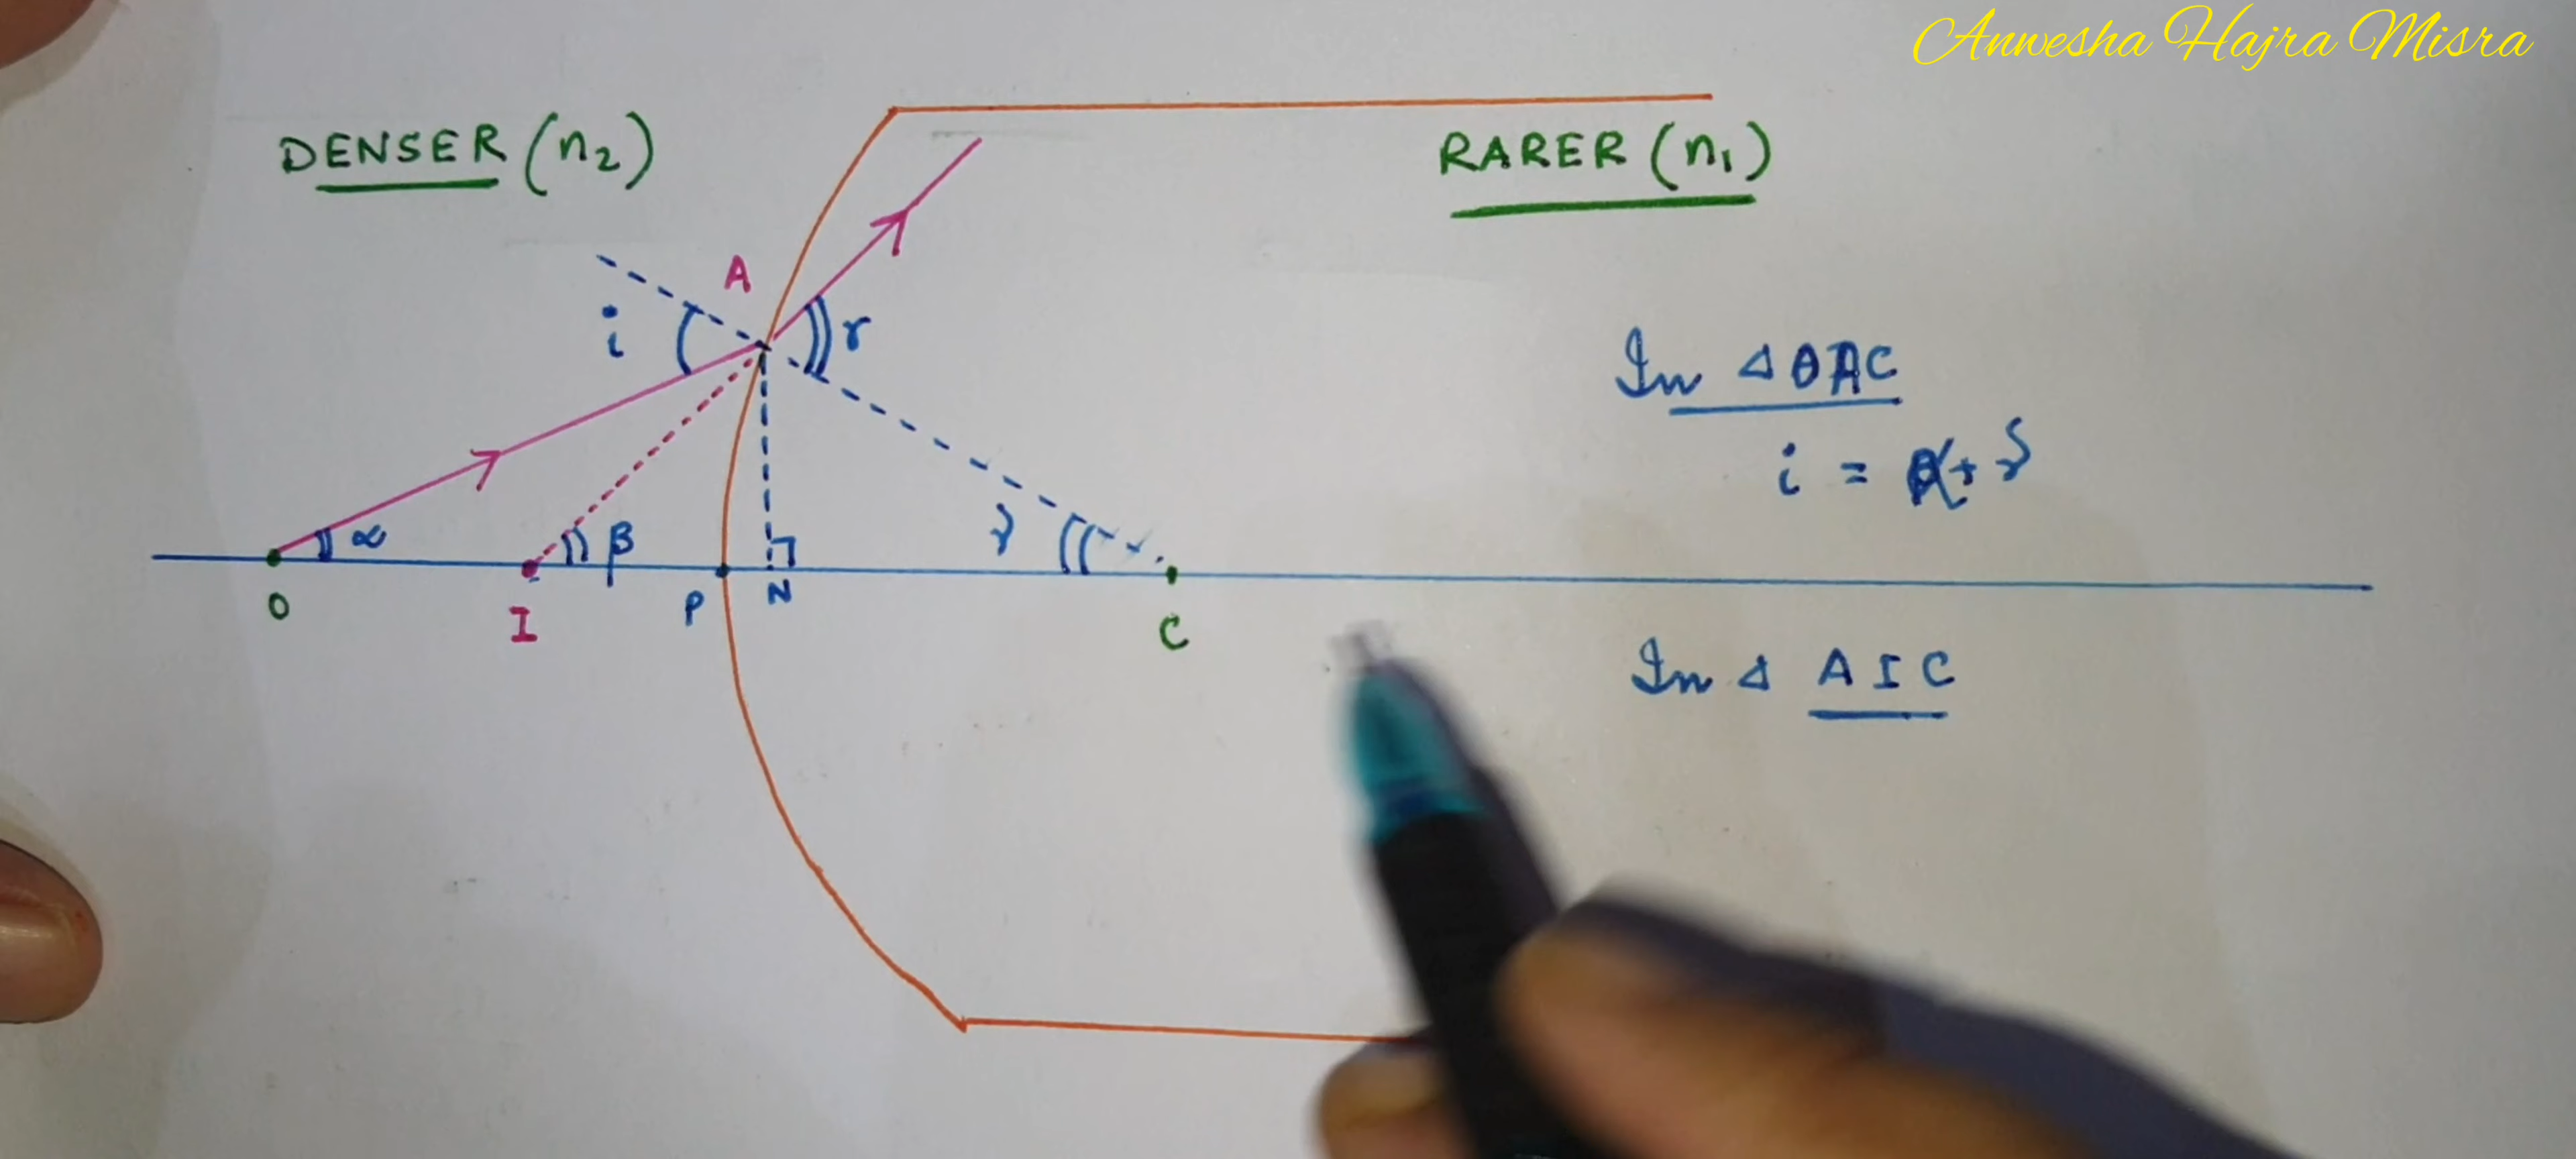 Anwesha Hajra Misra
DENSER (n₂)
RARER (n₁)
A
i
r
In Δ OAC
i = α + γ
α
β
γ
O
I
P
N
C
In Δ AIC